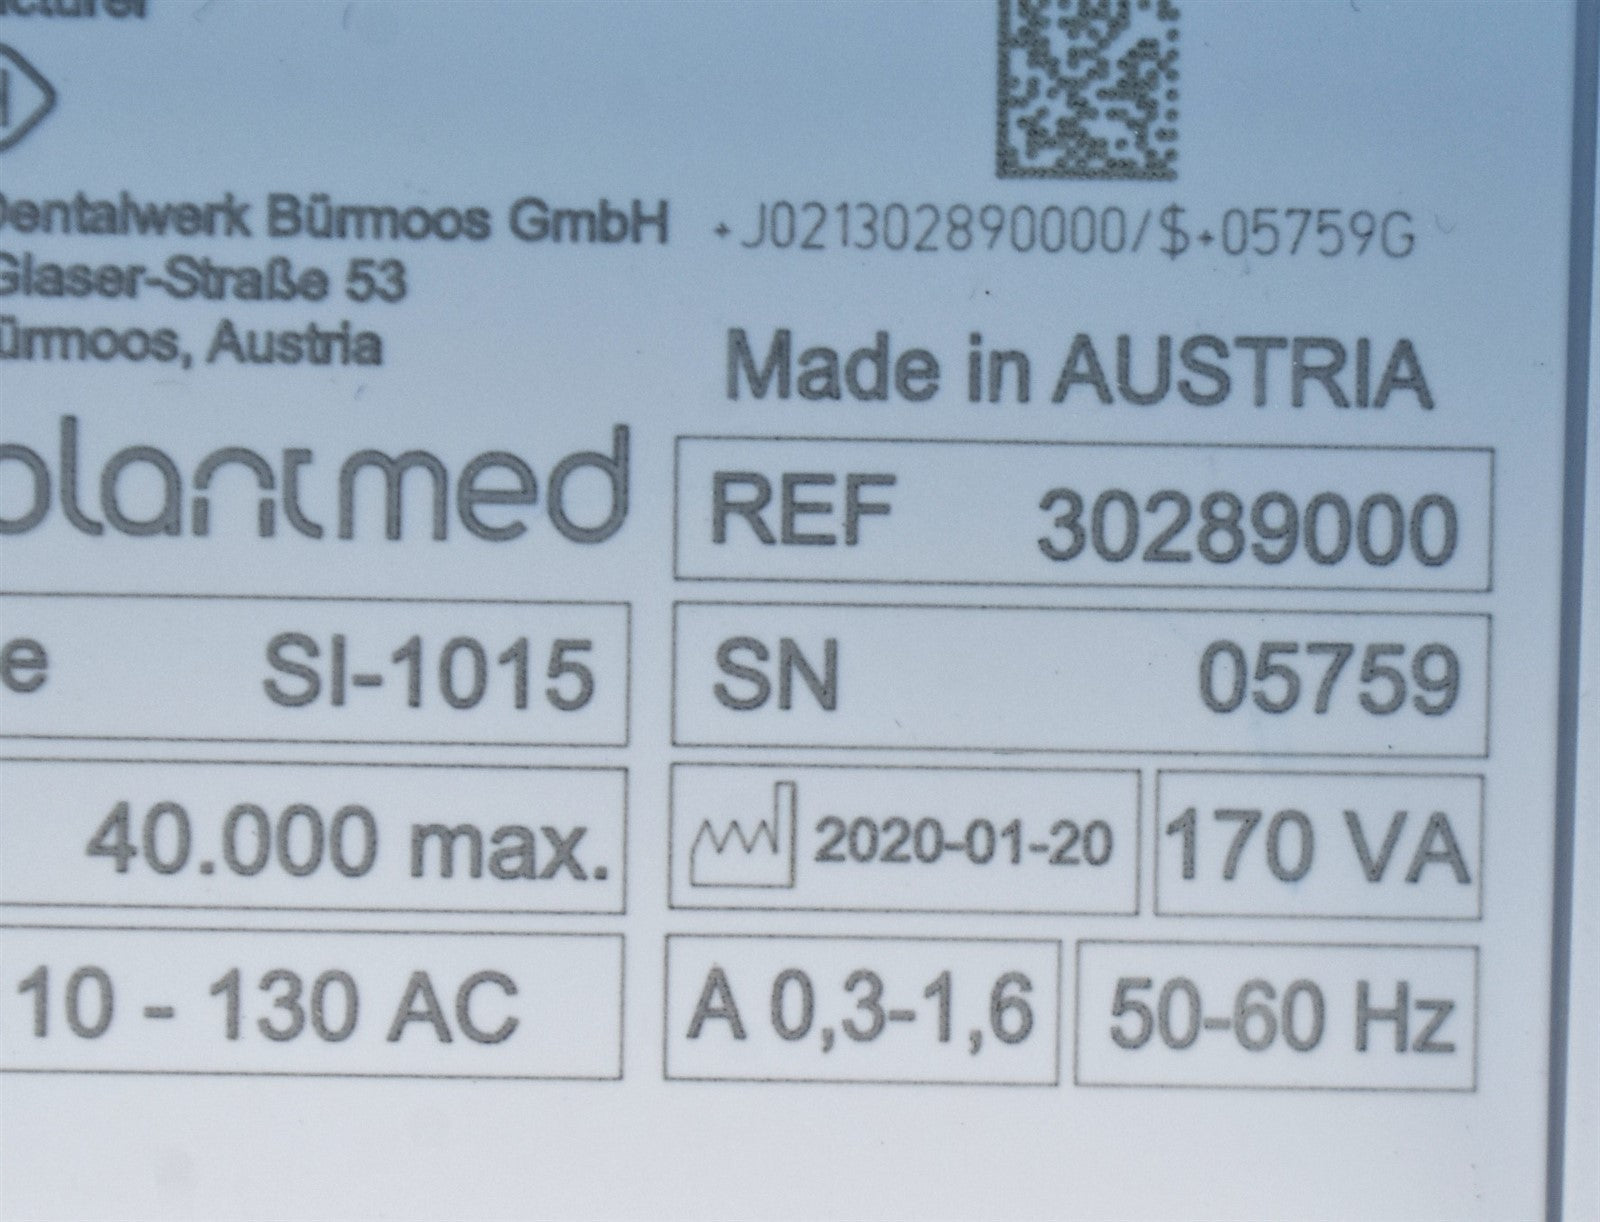 Dentalwerk Bürmoos GmbH
Glaser-Straße 53
ürmoos, Austria
+J021302890000/$+05759G
Made in AUSTRIA
plantmed
REF 30289000
e SI-1015
SN 05759
40.000 max.
2020-01-20
170 VA
10 - 130 AC
A 0,3-1,6
50-60 Hz